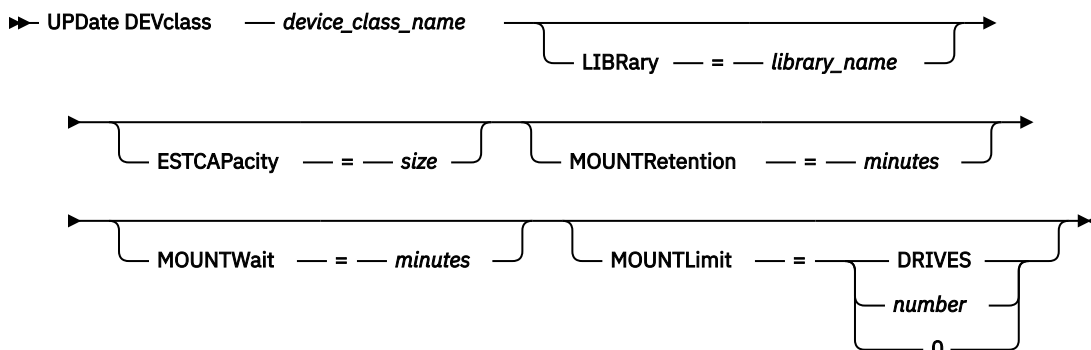 UPDate DEVclass device_class_name
LIBRary = library_name
ESTCAPacity = size MOUNTRetention = minutes
MOUNTWait = minutes MOUNTLimit = DRIVES
number
0